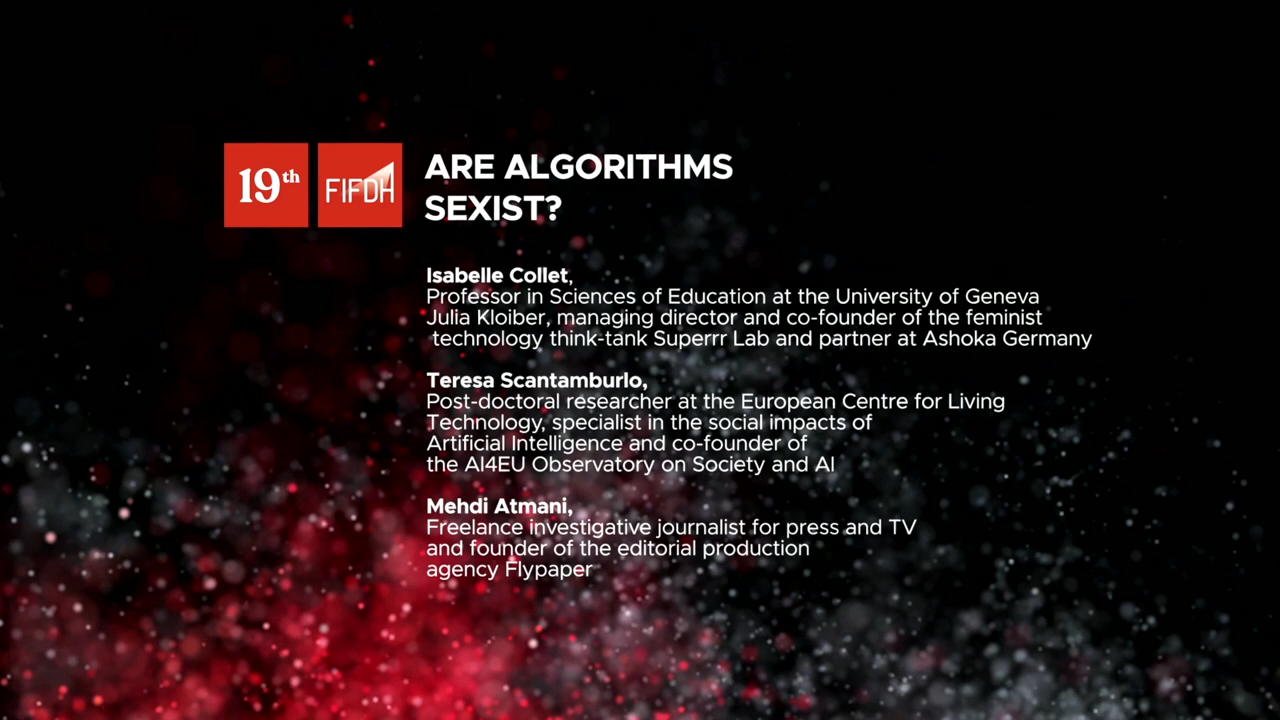 19th
FIFDH
ARE ALGORITHMS
SEXIST?
Isabelle Collet,
Professor in Sciences of Education at the University of Geneva
Julia Kloiber, managing director and co-founder of the feminist
technology think-tank Superrr Lab and partner at Ashoka Germany
Teresa Scantamburlo,
Post-doctoral researcher at the European Centre for Living
Technology, specialist in the social impacts of
Artificial Intelligence and co-founder of
the AI4EU Observatory on Society and AI
Mehdi Atmani,
Freelance investigative journalist for press and TV
and founder of the editorial production
agency Flypaper